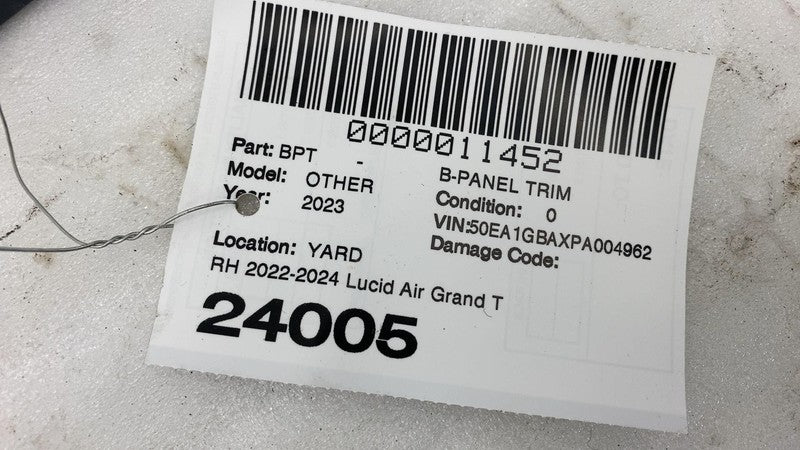 0000011452
Part: BPT - B-PANEL TRIM
Model: OTHER Condition: 0
Year: 2023 VIN:50EA1GBAXPA004962
Damage Code:
Location: YARD
RH 2022-2024 Lucid Air Grand T
24005